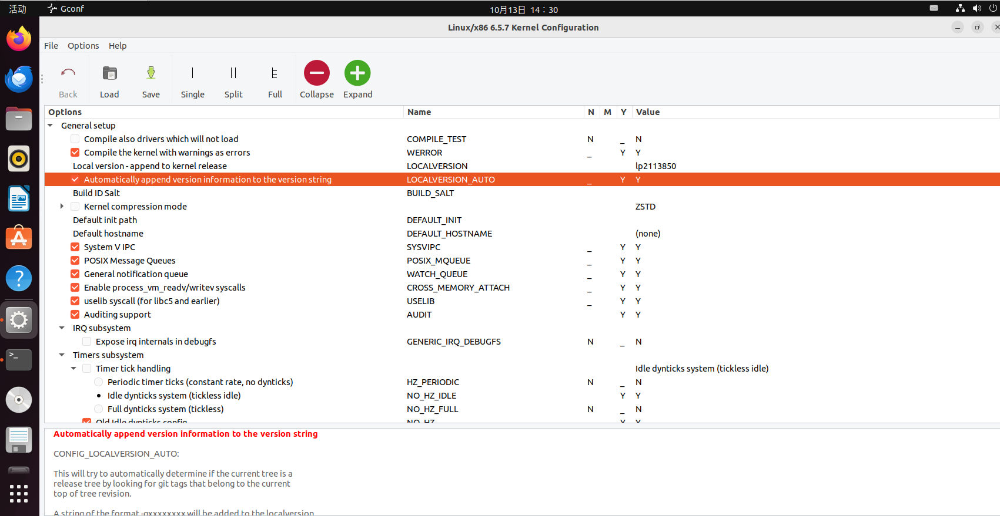 活动 Gconf 10月13日 14：30
Linux/x86 6.5.7 Kernel Configuration
File Options Help
Back Load Save Single Split Full Collapse Expand
Options Name N M Y Value
General setup
Compile also drivers which will not load COMPILE_TEST N _ N
Compile the kernel with warnings as errors WERROR _ Y Y
Local version - append to kernel release LOCALVERSION lp2113850
Automatically append version information to the version string LOCALVERSION_AUTO _ Y Y
Build ID Salt BUILD_SALT
Kernel compression mode ZSTD
Default init path DEFAULT_INIT
Default hostname DEFAULT_HOSTNAME (none)
System V IPC SYSVIPC _ Y Y
POSIX Message Queues POSIX_MQUEUE _ Y Y
General notification queue WATCH_QUEUE _ Y Y
Enable process_vm_readv/writev syscalls CROSS_MEMORY_ATTACH _ Y Y
uselib syscall (for libc5 and earlier) USELIB _ Y Y
Auditing support AUDIT Y Y
IRQ subsystem
Expose irq internals in debugfs GENERIC_IRQ_DEBUGFS N _ N
Timers subsystem
Timer tick handling Idle dynticks system (tickless idle)
Periodic timer ticks (constant rate, no dynticks) HZ_PERIODIC N _ N
Idle dynticks system (tickless idle) NO_HZ_IDLE Y Y
Full dynticks system (tickless) NO_HZ_FULL N _ N
Old Idle dynticks config NO_HZ Y Y
Automatically append version information to the version string
CONFIG_LOCALVERSION_AUTO:
This will try to automatically determine if the current tree is a
release tree by looking for git tags that belong to the current
top of tree revision.
A string of the format -gxxxxxxxx will be added to the localversion